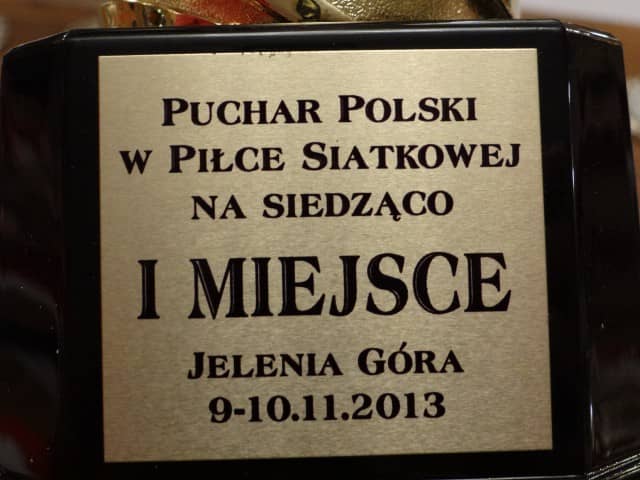 PUCHAR POLSKI
W PIŁCE SIATKOWEJ
NA SIEDZĄCO
I MIEJSCE
JELENIA GÓRA
9-10.11.2013